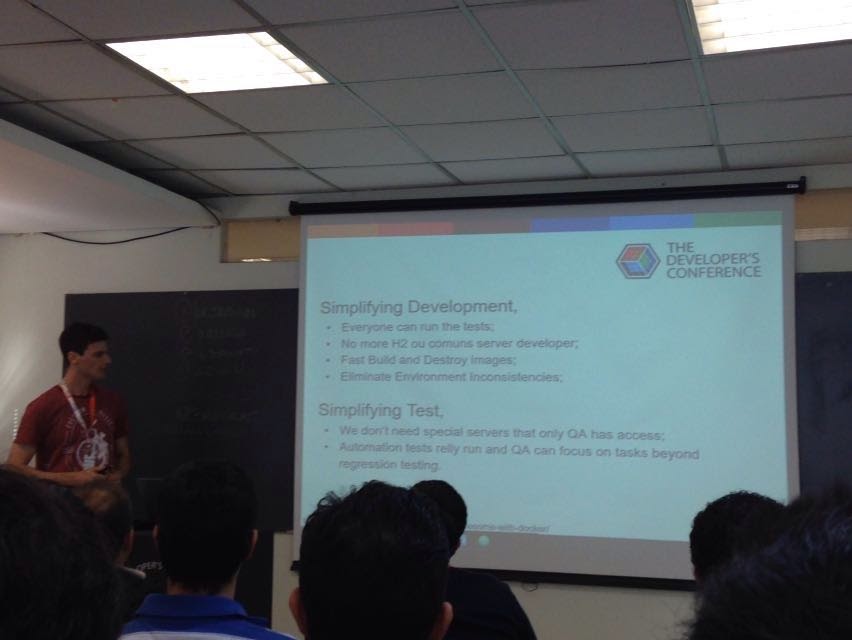 THE
DEVELOPER'S
CONFERENCE
Simplifying Development,
• Everyone can run the tests;
• No more H2 ou comuns server developer;
• Fast Build and Destroy images;
• Eliminate Environment Inconsistencies;
Simplifying Test,
• We don't need special servers that only QA has access;
• Automation tests relly run and QA can focus on tasks beyond
regression testing.
-with-docker/
OPER'S